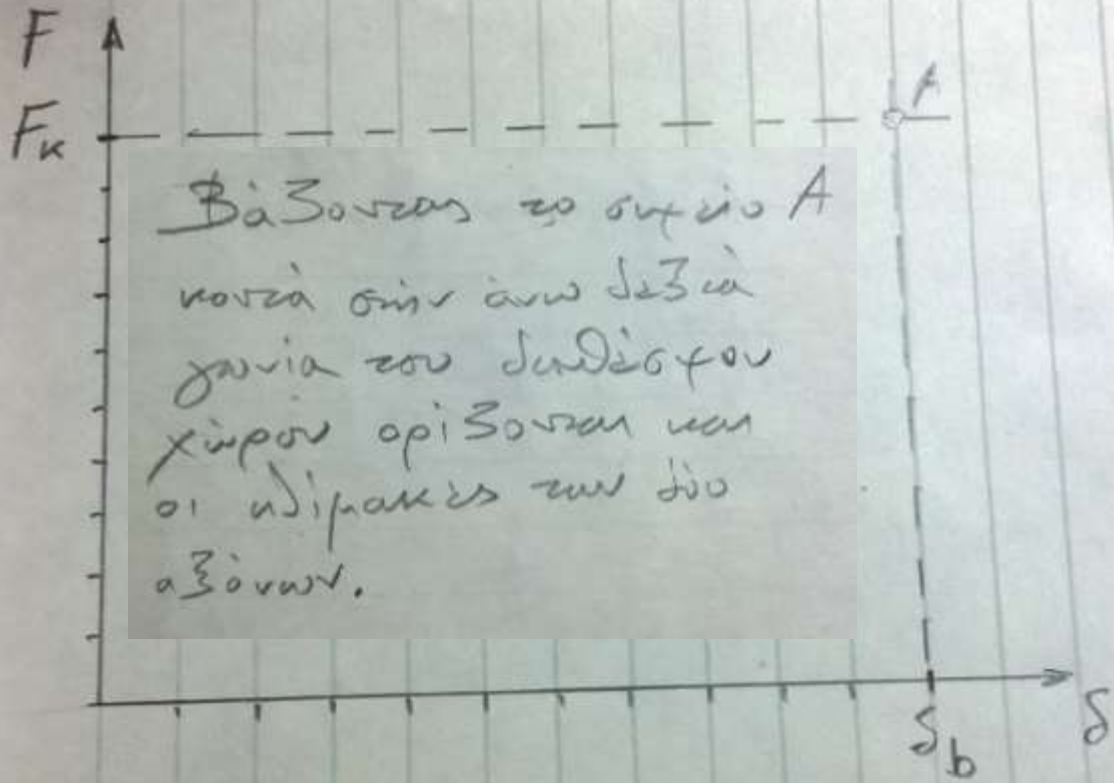 F
Fκ
A
Βάζοντας το σημείο A
κοντά στην άνω δεξιά
γωνία του διαθέσιμου
χώρου ορίζονται και
οι κλίμακες των δύο
αξόνων.
δb
δ